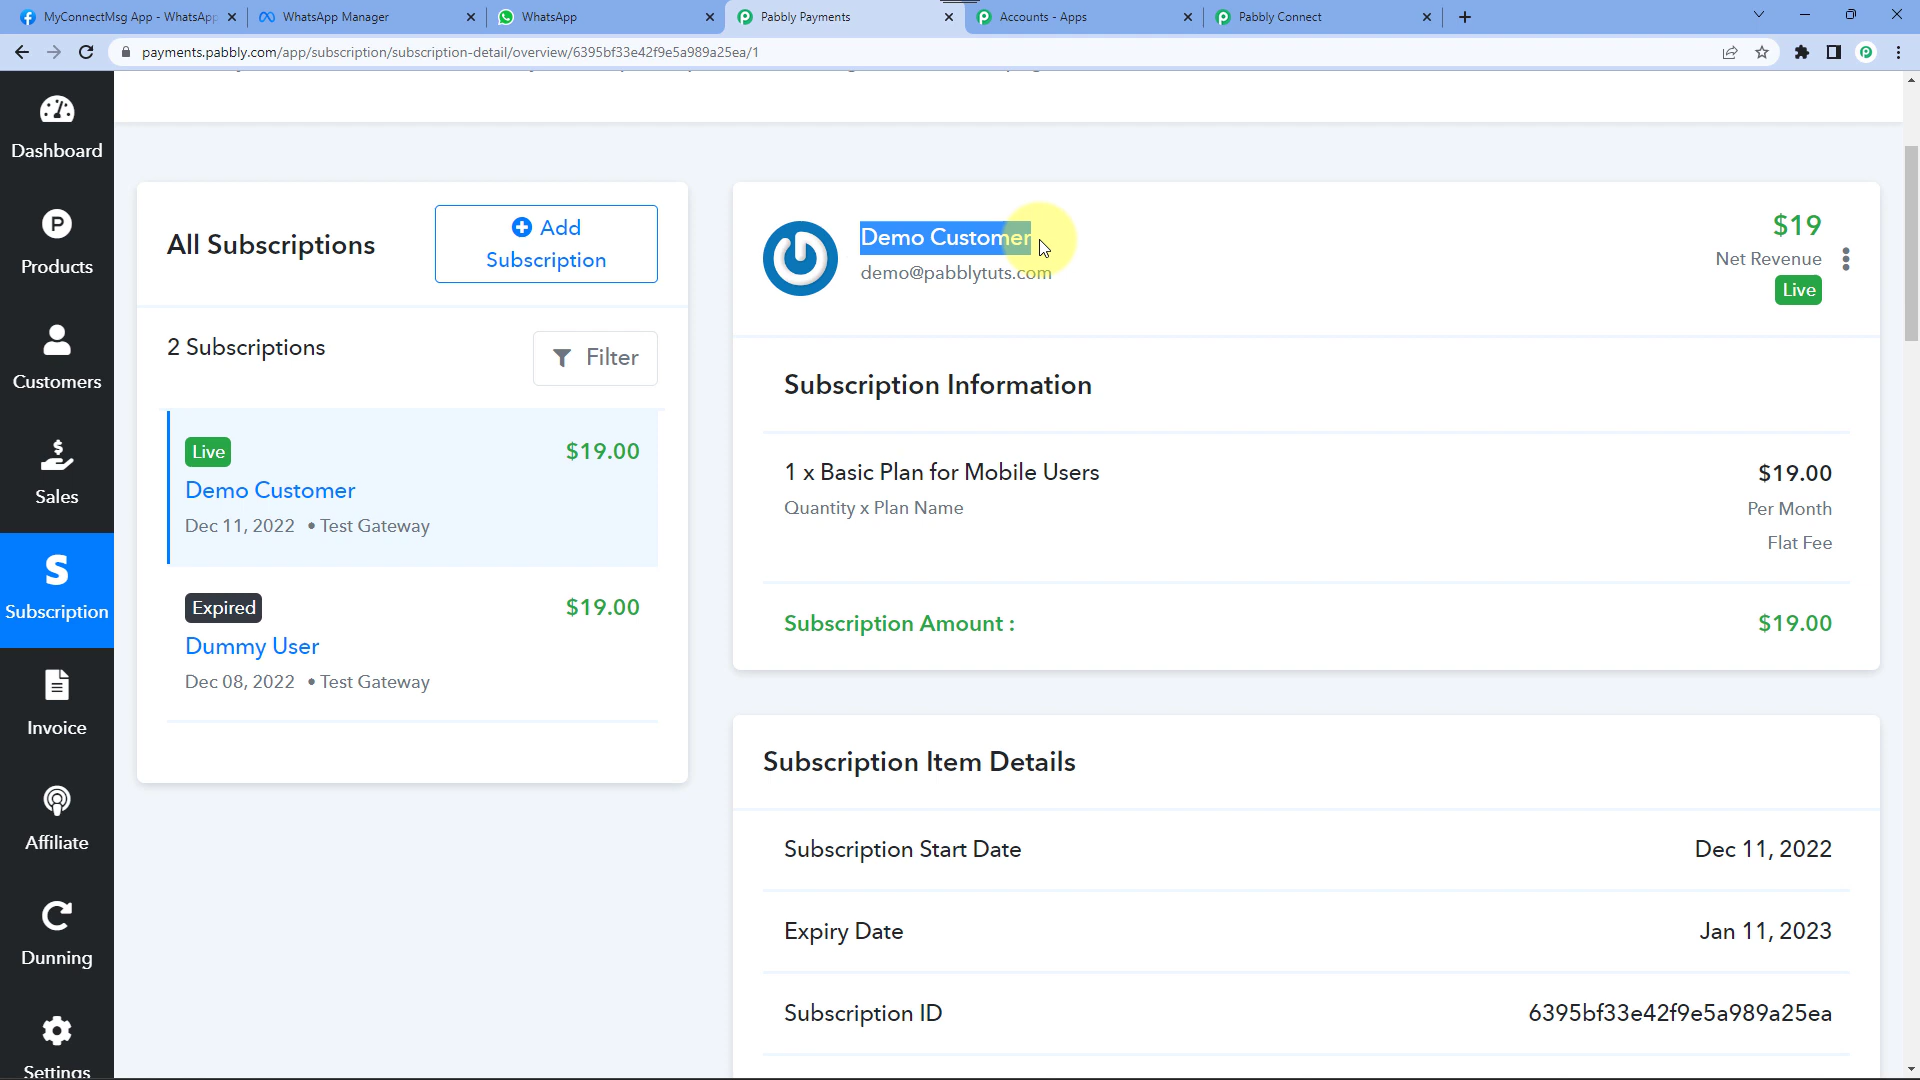 MyConnectMsg App - WhatsApp
WhatsApp Manager
WhatsApp
Pabbly Payments
Accounts - Apps
Pabbly Connect
payments.pabbly.com/app/subscription/subscription-detail/overview/6395bf33e42f9e5a989a25ea/1
Dashboard
Products
Customers
Sales
Subscription
Invoice
Affiliate
Dunning
Settings
All Subscriptions
Add
Subscription
2 Subscriptions
Filter
Live
$19.00
Demo Customer
Dec 11, 2022 • Test Gateway
Expired
$19.00
Dummy User
Dec 08, 2022 • Test Gateway
Demo Customer
demo@pabblytuts.com
$19
Net Revenue
Live
Subscription Information
1 x Basic Plan for Mobile Users
$19.00
Quantity x Plan Name
Per Month
Flat Fee
Subscription Amount :
$19.00
Subscription Item Details
Subscription Start Date
Dec 11, 2022
Expiry Date
Jan 11, 2023
Subscription ID
6395bf33e42f9e5a989a25ea